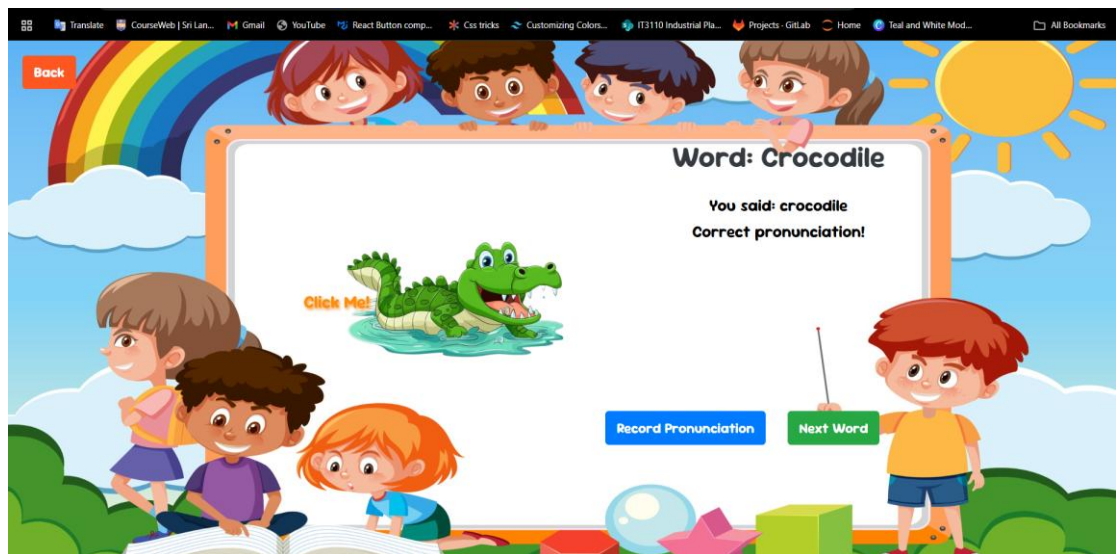 Translate CourseWeb | Sri Lan... Gmail YouTube React Button comp... Css tricks Customizing Colors... IT3110 Industrial Pla... Projects - GitLab Home Teal and White Mod... All Bookmarks
Back
Word: Crocodile
You said: crocodile
Correct pronunciation!
Click Me!
Record Pronunciation Next Word